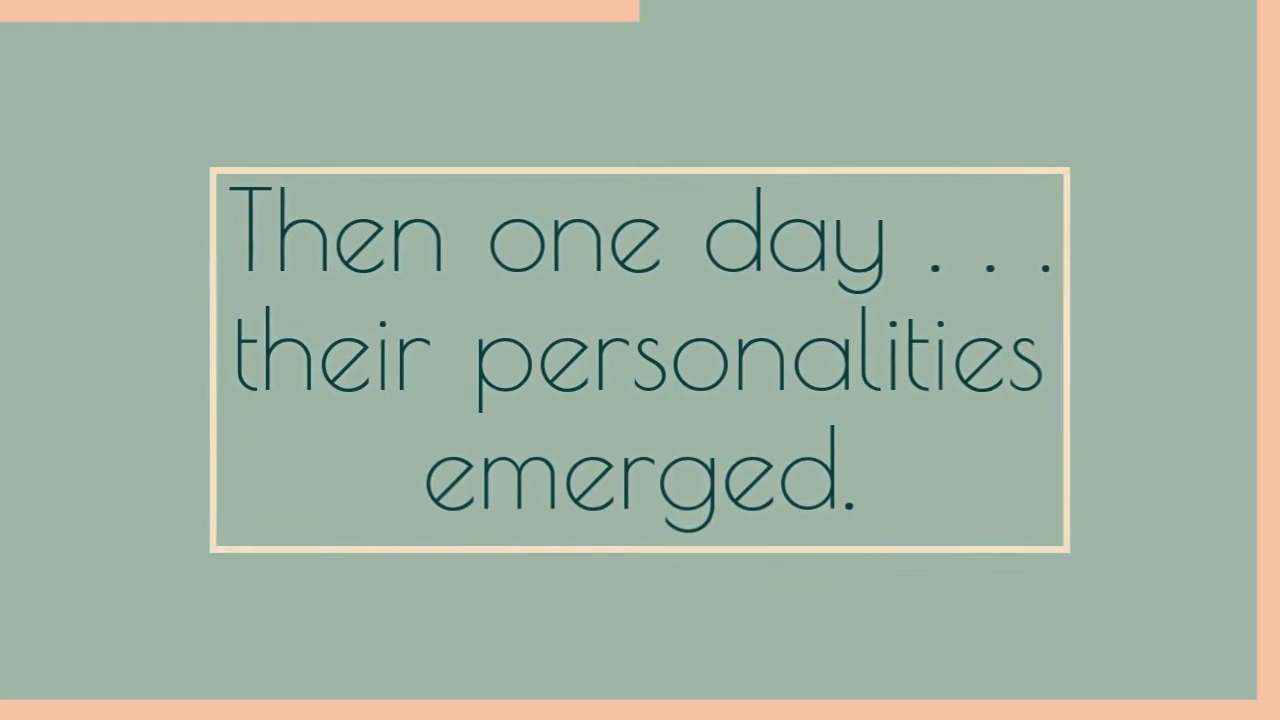 Then one day . . .
their personalities
emerged.